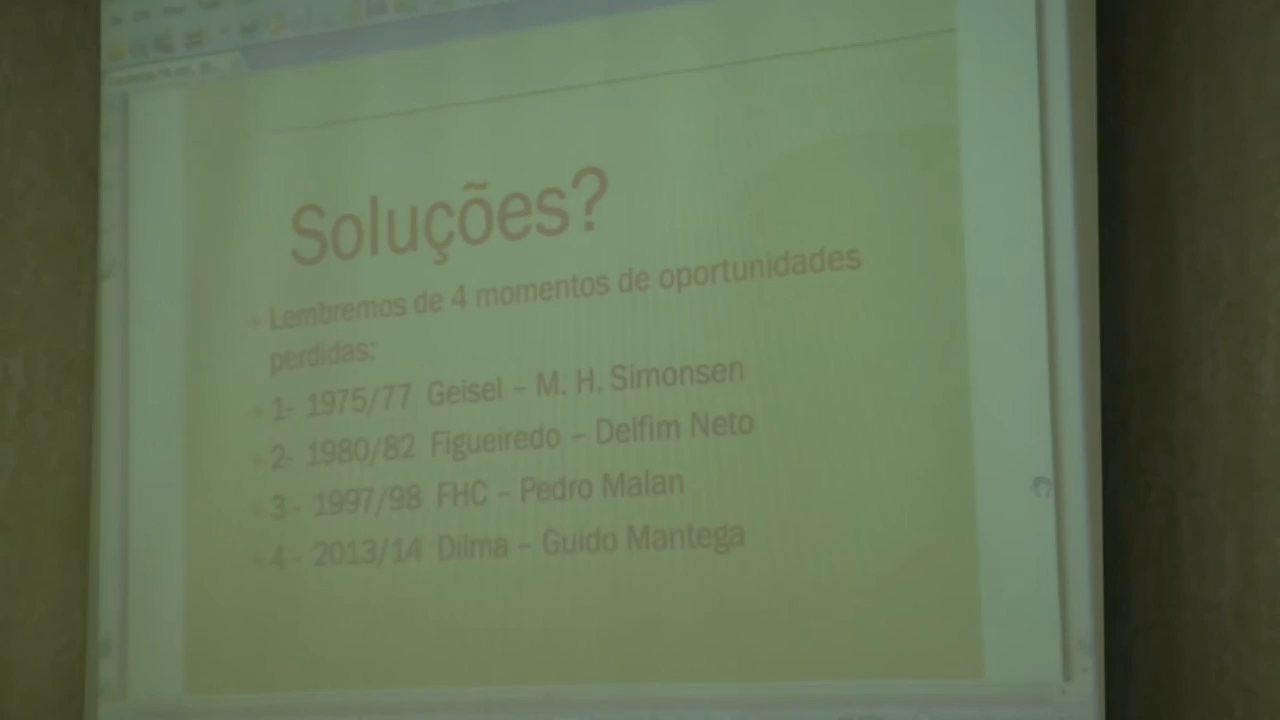 Soluções?
Lembremos de 4 momentos de oportunidades
perdidas:
1- 1975/77 Geisel – M. H. Simonsen
2- 1980/82 Figueiredo – Delfim Neto
3- 1997/98 FHC – Pedro Malan
4- 2013/14 Dilma – Guido Mantega